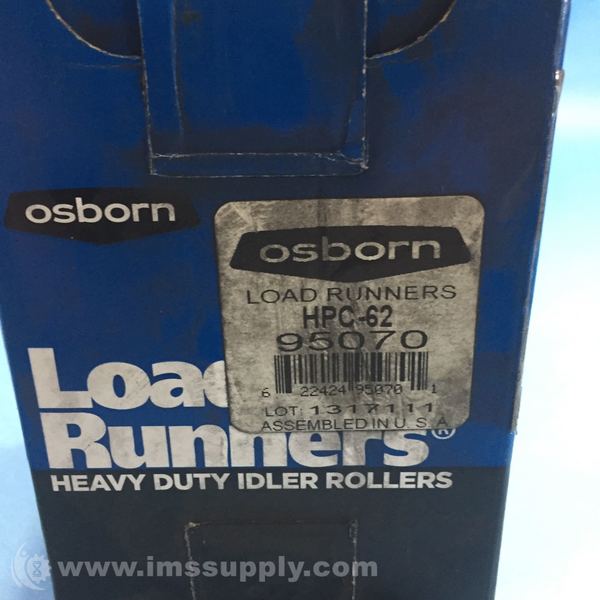 osborn
osborn
LOAD RUNNERS
HPC-62
95070
6 22424 95070 1
LOT: 1317111
ASSEMBLED IN U.S.A
Load
Runners®
HEAVY DUTY IDLER ROLLERS
www.imssupply.com